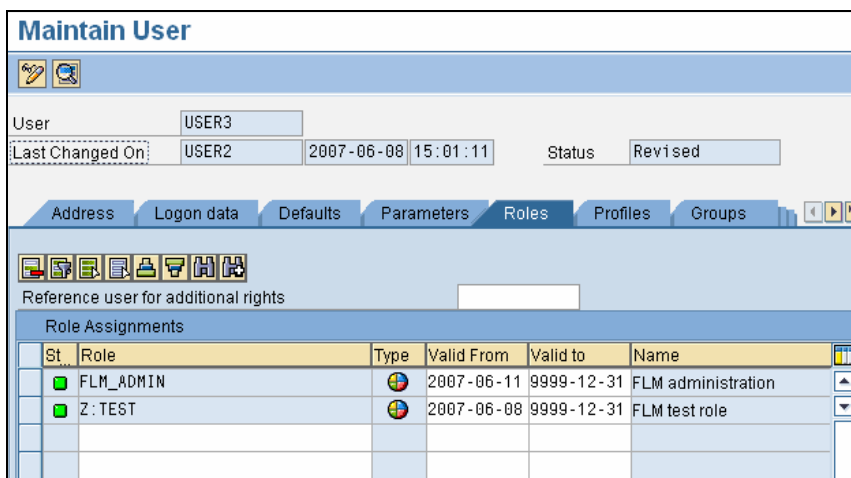 Maintain User
User USER3
Last Changed On USER2 2007-06-08 15:01:11 Status Revised
Address Logon data Defaults Parameters Roles Profiles Groups
Reference user for additional rights
Role Assignments
St... Role Type Valid From Valid to Name
FLM_ADMIN 2007-06-11 9999-12-31 FLM administration
Z:TEST 2007-06-08 9999-12-31 FLM test role